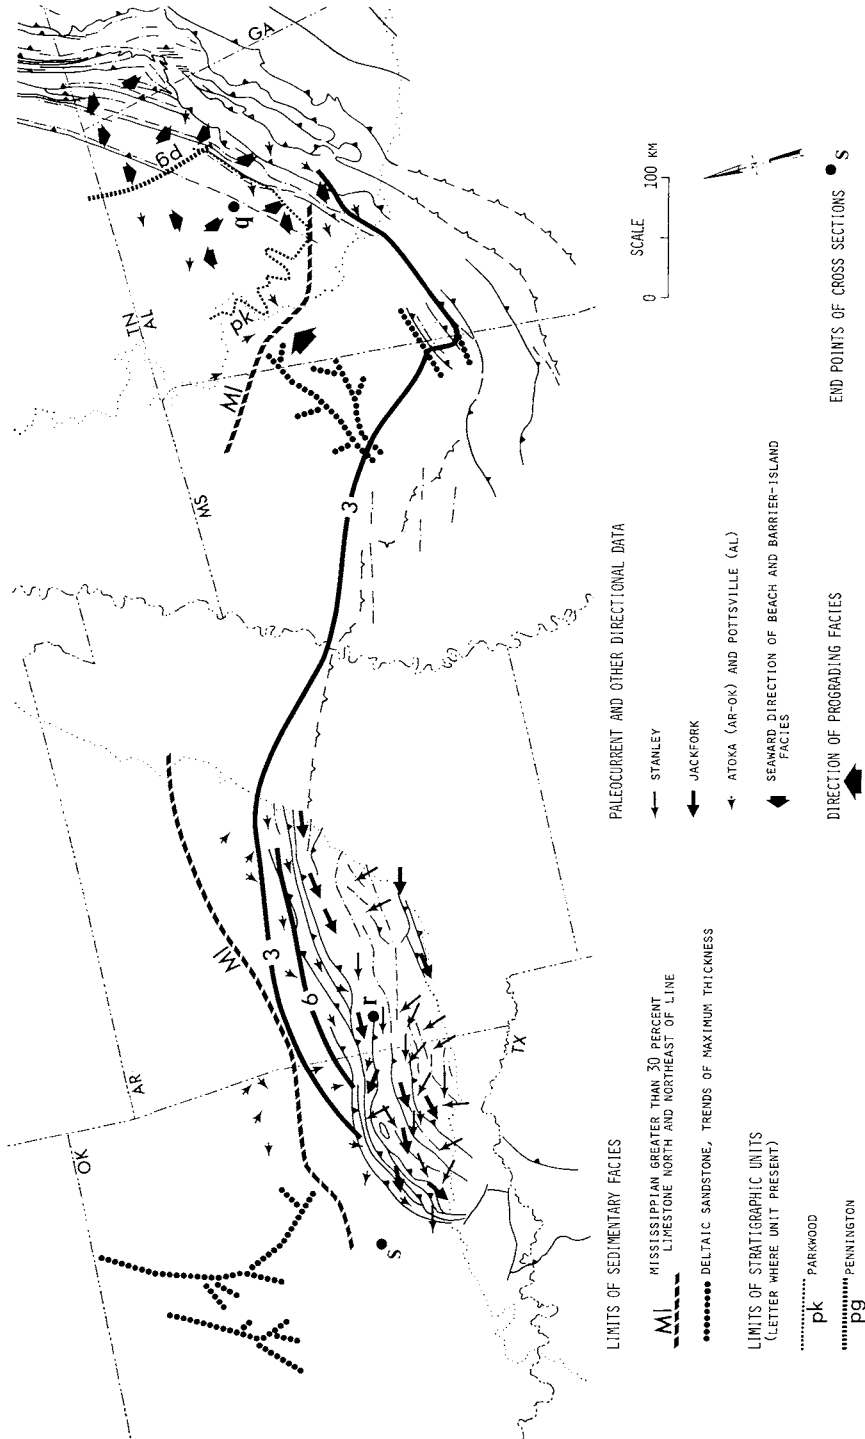 OK
AR
TX
MS
TN
AL
GA
MI
MI
3
3
6
pk
pg
q
r
s
SCALE
0 100 KM
LIMITS OF SEDIMENTARY FACIES
MI
MISSISSIPPIAN GREATER THAN 30 PERCENT
LIMESTONE NORTH AND NORTHEAST OF LINE
DELTAIC SANDSTONE, TRENDS OF MAXIMUM THICKNESS
LIMITS OF STRATIGRAPHIC UNITS
(LETTER WHERE UNIT PRESENT)
pk PARKWOOD
pg PENNINGTON
PALEOCURRENT AND OTHER DIRECTIONAL DATA
STANLEY
JACKFORK
ATOKA (AR-OK) AND POTTSVILLE (AL)
SEAWARD DIRECTION OF BEACH AND BARRIER-ISLAND
FACIES
DIRECTION OF PROGRADING FACIES
END POINTS OF CROSS SECTIONS
s